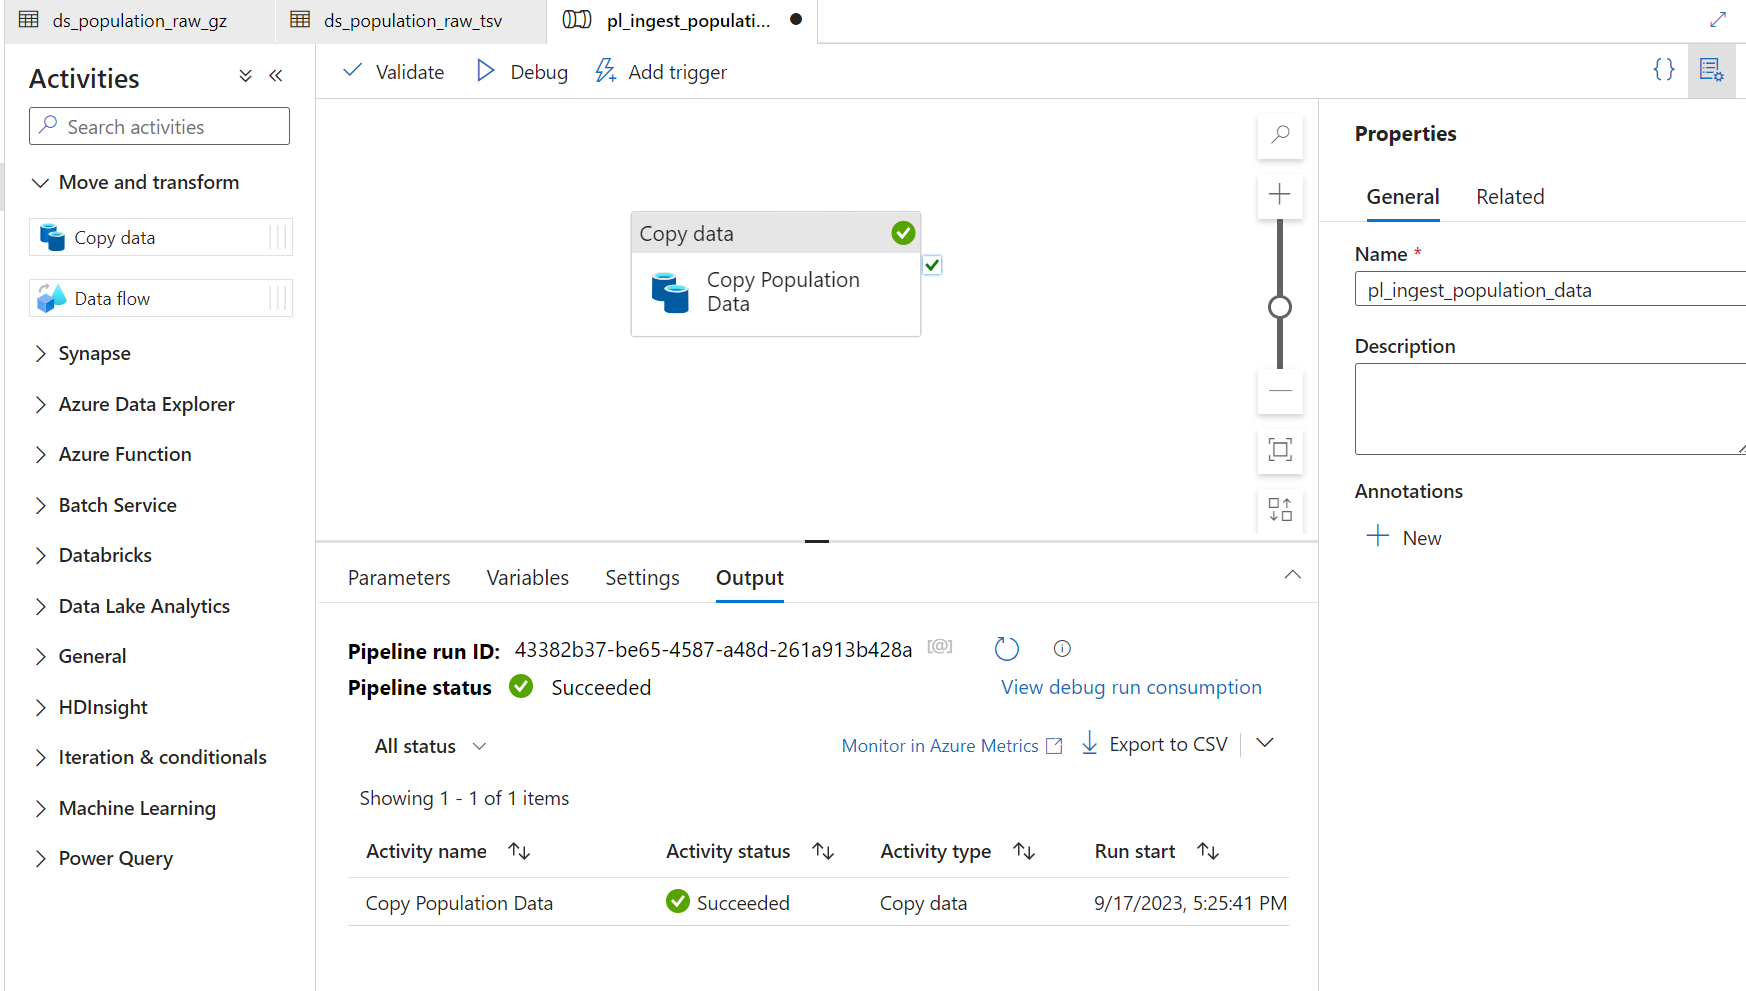 ds_population_raw_gz
ds_population_raw_tsv
pl_ingest_populati...
Activities
Validate
Debug
Add trigger
{}
Search activities
Properties
General
Related
Move and transform
Copy data
Data flow
Synapse
Azure Data Explorer
Azure Function
Batch Service
Databricks
Data Lake Analytics
General
HDInsight
Iteration & conditionals
Machine Learning
Power Query
Copy data
Copy Population
Data
Name *
pl_ingest_population_data
Description
Annotations
New
Parameters
Variables
Settings
Output
Pipeline run ID: 43382b37-be65-4587-a48d-261a913b428a [@]
Pipeline status Succeeded
View debug run consumption
All status
Monitor in Azure Metrics
Export to CSV
Showing 1 - 1 of 1 items
Activity name Activity status Activity type Run start
Copy Population Data Succeeded Copy data 9/17/2023, 5:25:41 PM